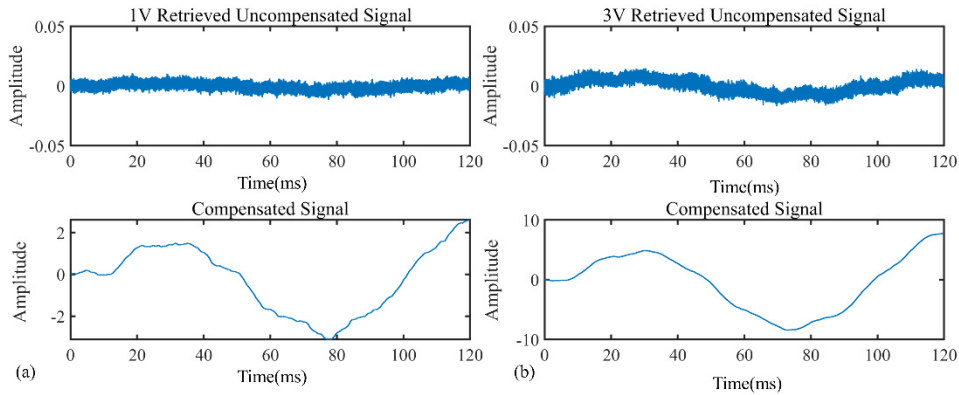 1V Retrieved Uncompensated Signal
0.05
0
-0.05
Amplitude
0 20 40 60 80 100 120
Time(ms)
Compensated Signal
2
0
-2
Amplitude
0 20 40 60 80 100 120
Time(ms)
(a)
3V Retrieved Uncompensated Signal
0.05
0
-0.05
Amplitude
0 20 40 60 80 100 120
Time(ms)
Compensated Signal
10
0
-10
Amplitude
0 20 40 60 80 100 120
Time(ms)
(b)